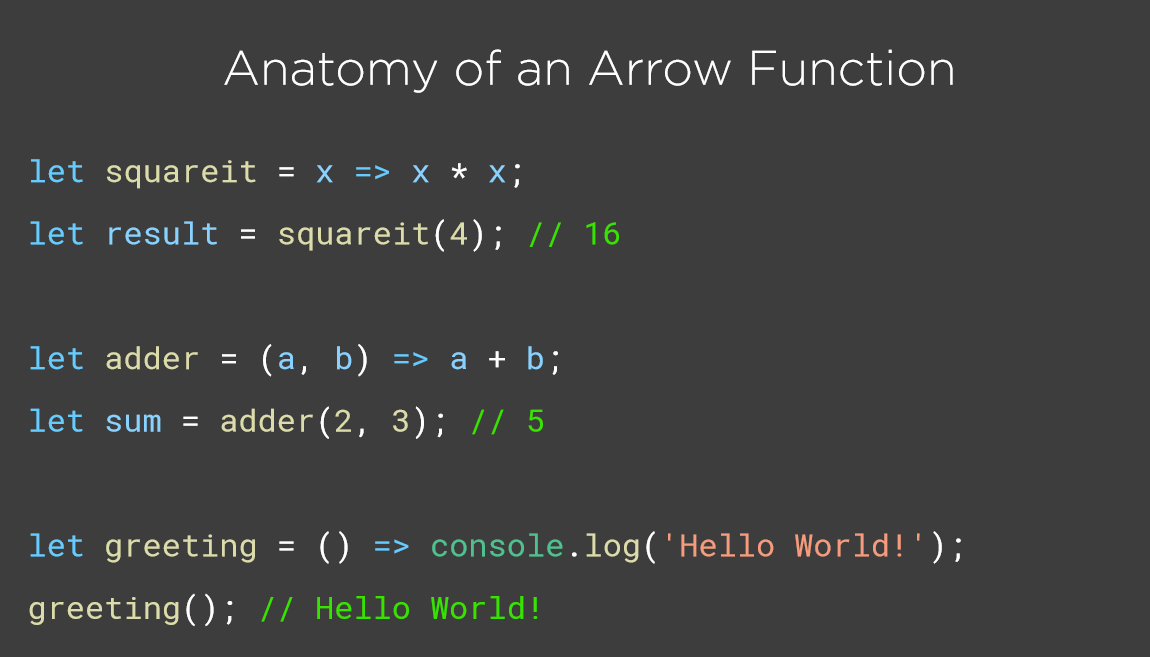 Anatomy of an Arrow Function
let squareit = x => x * x;
let result = squareit(4); // 16
let adder = (a, b) => a + b;
let sum = adder(2, 3); // 5
let greeting = () => console.log('Hello World!');
greeting(); // Hello World!